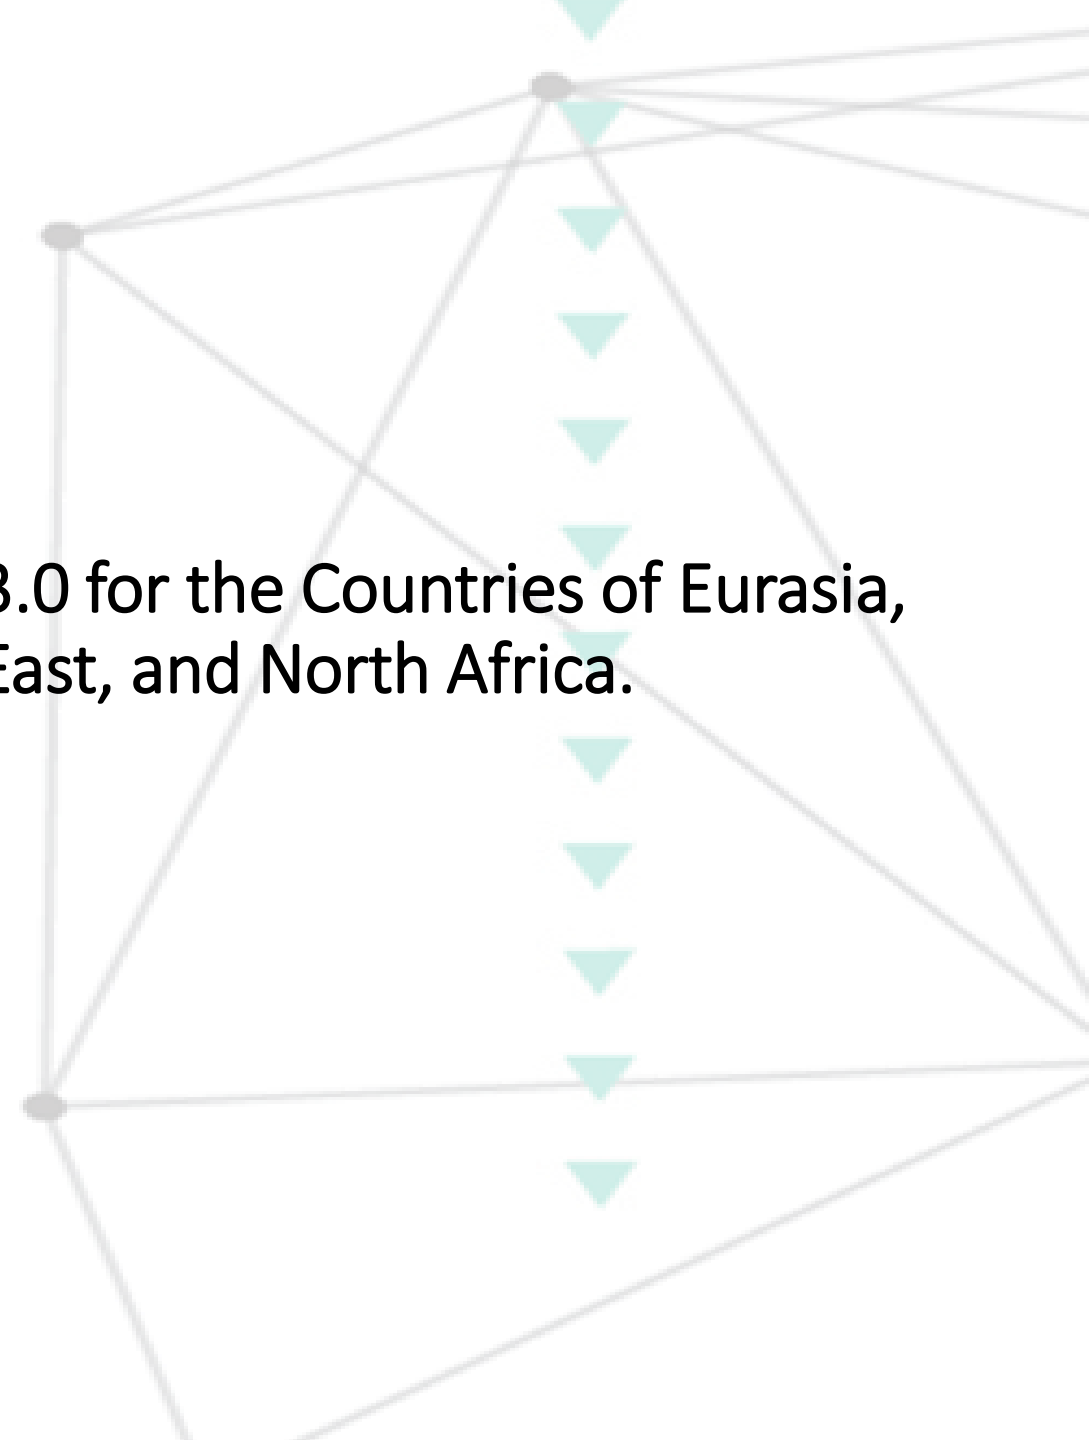 3.0 for the Countries of Eurasia,
East, and North Africa.